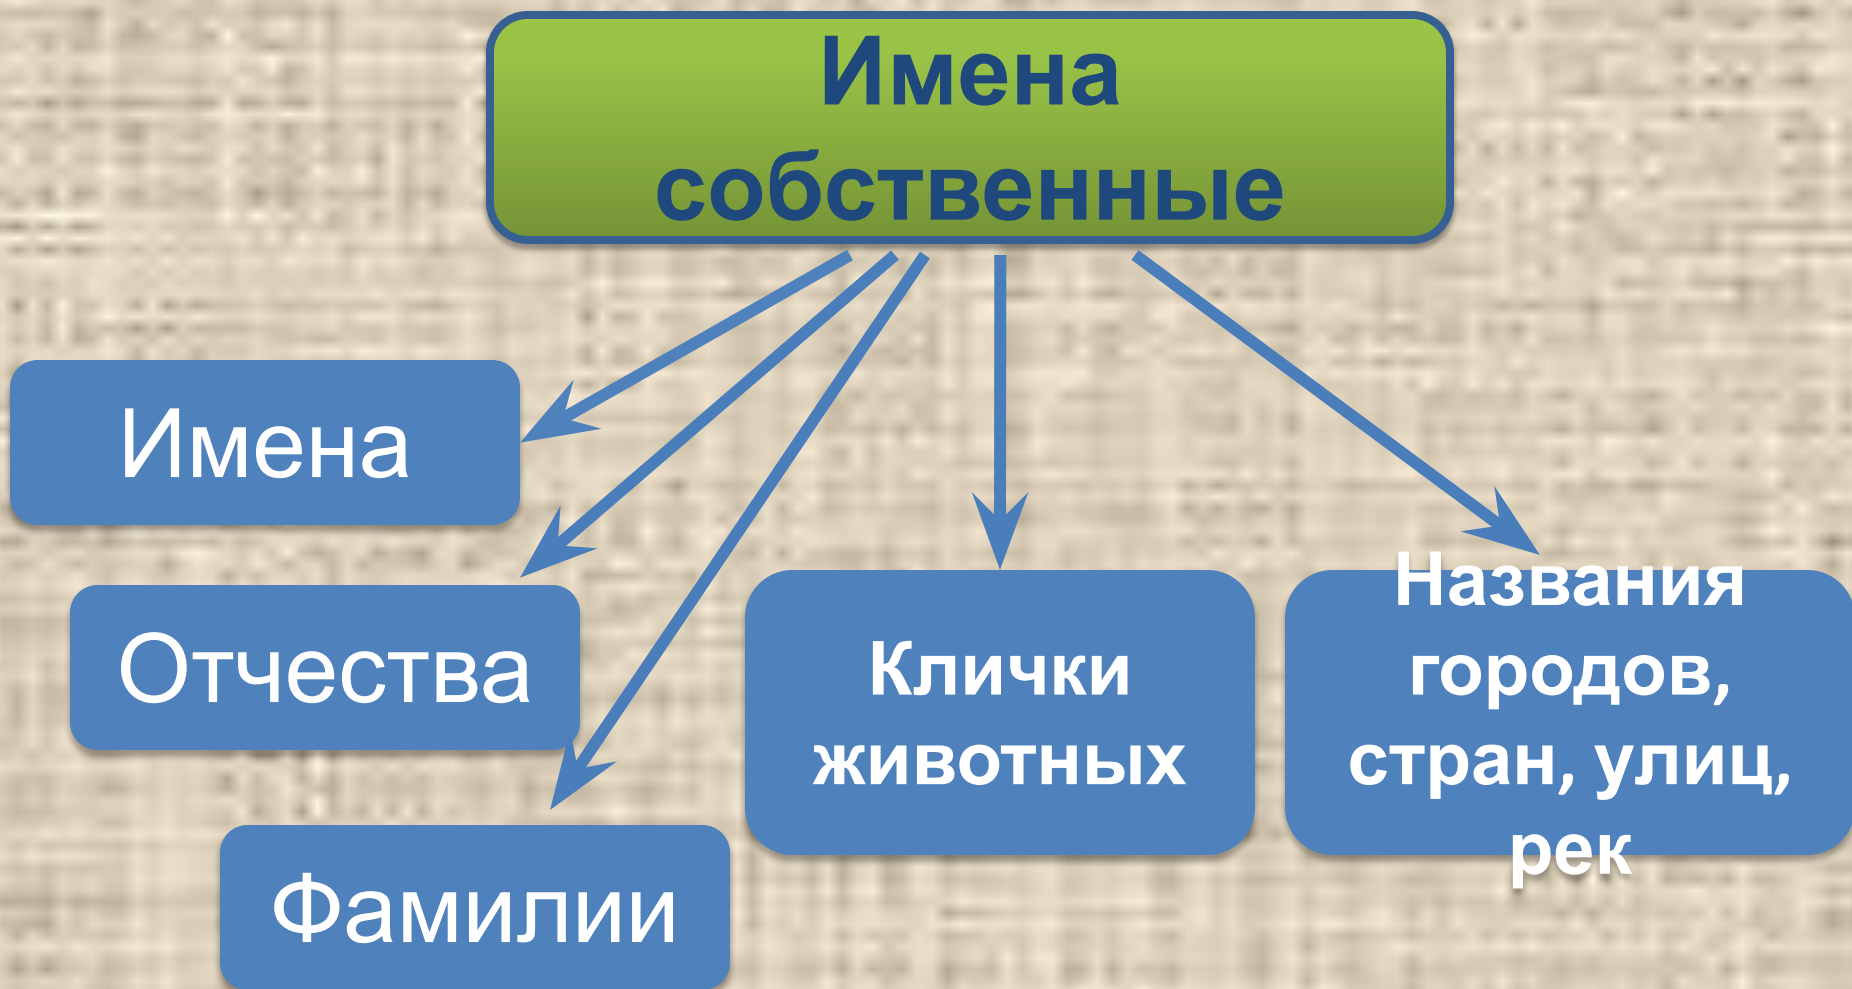 Имена
собственные
Имена
Отчества
Фамилии
Клички
животных
Названия
городов,
стран, улиц,
рек